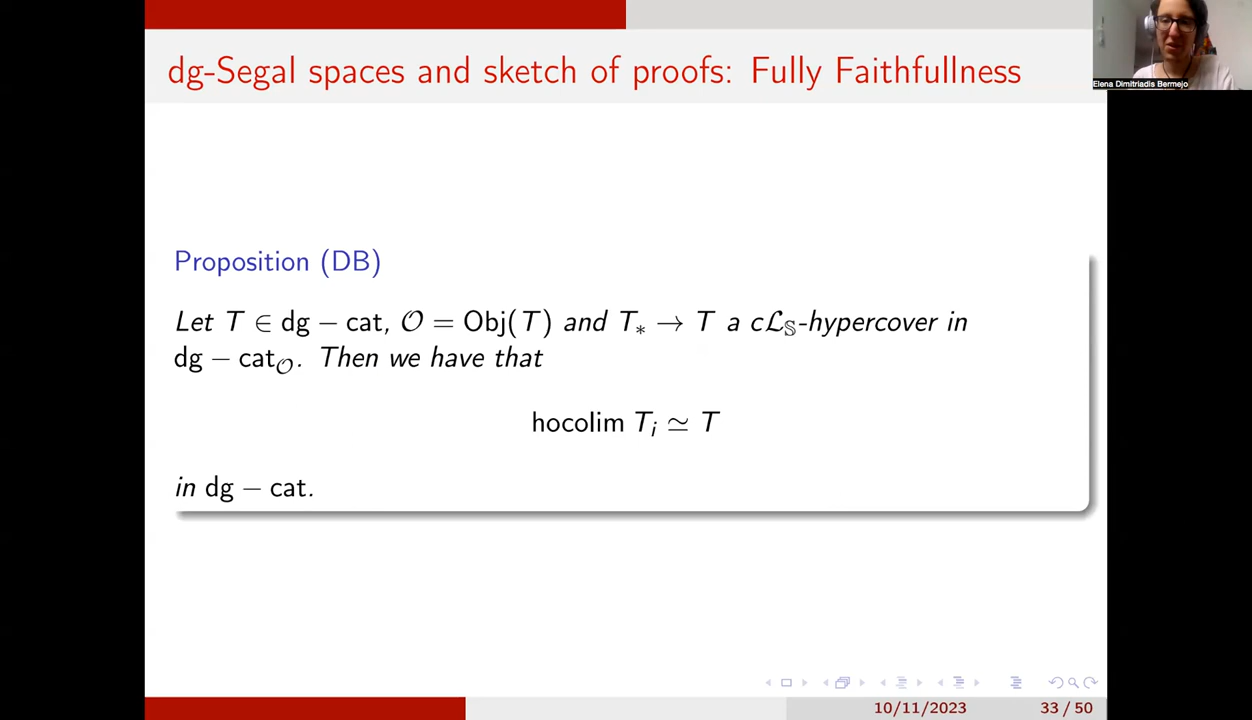 dg-Segal spaces and sketch of proofs: Fully Faithfullness
Elena Dimitriadis Bermejo
Proposition (DB)
Let T ∈ dg − cat, 𝒪 = Obj(T) and T_* → T a cℒ_𝕊-hypercover in
dg − cat_𝒪. Then we have that
hocolim T_i ≃ T
in dg − cat.
10/11/2023
33 / 50